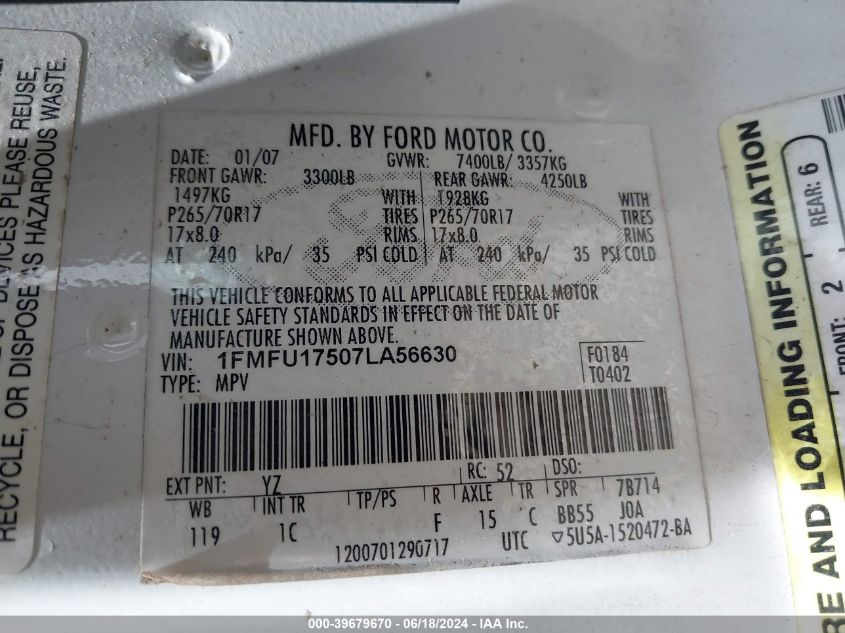 DEVICES PLEASE REUSE,
RECYCLE, OR DISPOSE AS HAZARDOUS WASTE.
MFD. BY FORD MOTOR CO.
DATE: 01/07 GVWR: 7400LB/ 3357KG
FRONT GAWR: 3300LB REAR GAWR: 4250LB
1497KG WITH 1928KG WITH
P265/70R17 TIRES P265/70R17 TIRES
17x8.0 RIMS 17x8.0 RIMS
AT 240 kPa/ 35 PSI COLD AT 240 kPa/ 35 PSI COLD
Ford
THIS VEHICLE CONFORMS TO ALL APPLICABLE FEDERAL MOTOR
VEHICLE SAFETY STANDARDS IN EFFECT ON THE DATE OF
MANUFACTURE SHOWN ABOVE.
VIN: 1FMFU17507LA56630 F0184
TYPE: MPV T0402
EXT PNT: YZ RC: 52 DSO:
WB INT TR TP/PS R AXLE TR SPR 7B714
119 1C F 15 C BB55 JOA
1200701290717 UTC ▽5U5A-1520472-BA
RE AND LOADING INFORMATION
FRONT: 2 REAR: 6
000-39679670 - 06/18/2024 - IAA Inc.